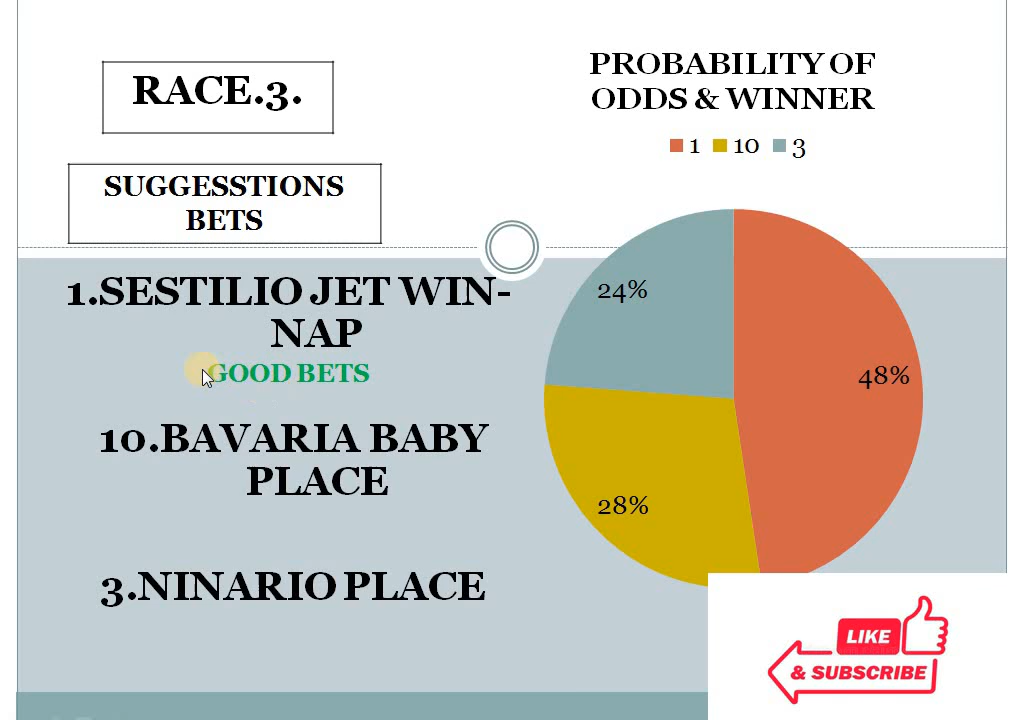 RACE.3.
SUGGESSTIONS
BETS
1.SESTILIO JET WIN-
NAP
GOOD BETS
10.BAVARIA BABY
PLACE
3.NINARIO PLACE
PROBABILITY OF
ODDS & WINNER
1 10 3
24%
48%
28%
LIKE
& SUBSCRIBE